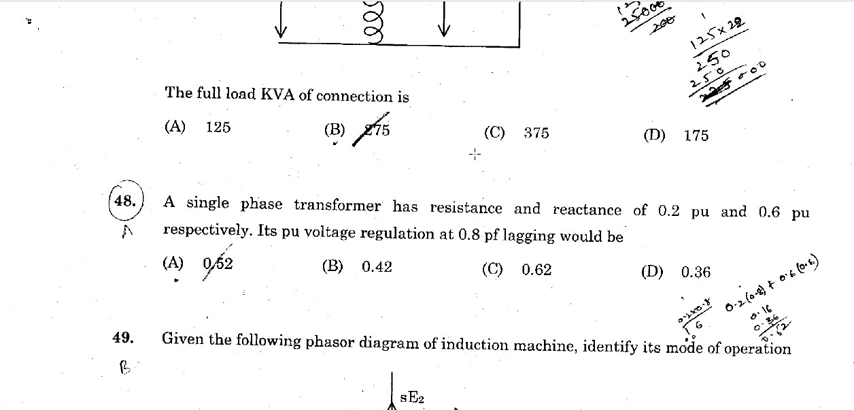 25000
200
125 x 20
250
250
The full load KVA of connection is
(A) 125 (B) 275 (C) 375 (D) 175
48. A single phase transformer has resistance and reactance of 0.2 pu and 0.6 pu
A respectively. Its pu voltage regulation at 0.8 pf lagging would be
(A) 0.52 (B) 0.42 (C) 0.62 (D) 0.36
0.2(0.8) + 0.6(0.6)
0.2x0.8
0.16
0.36
0.52
49. Given the following phasor diagram of induction machine, identify its mode of operation
B
sE2